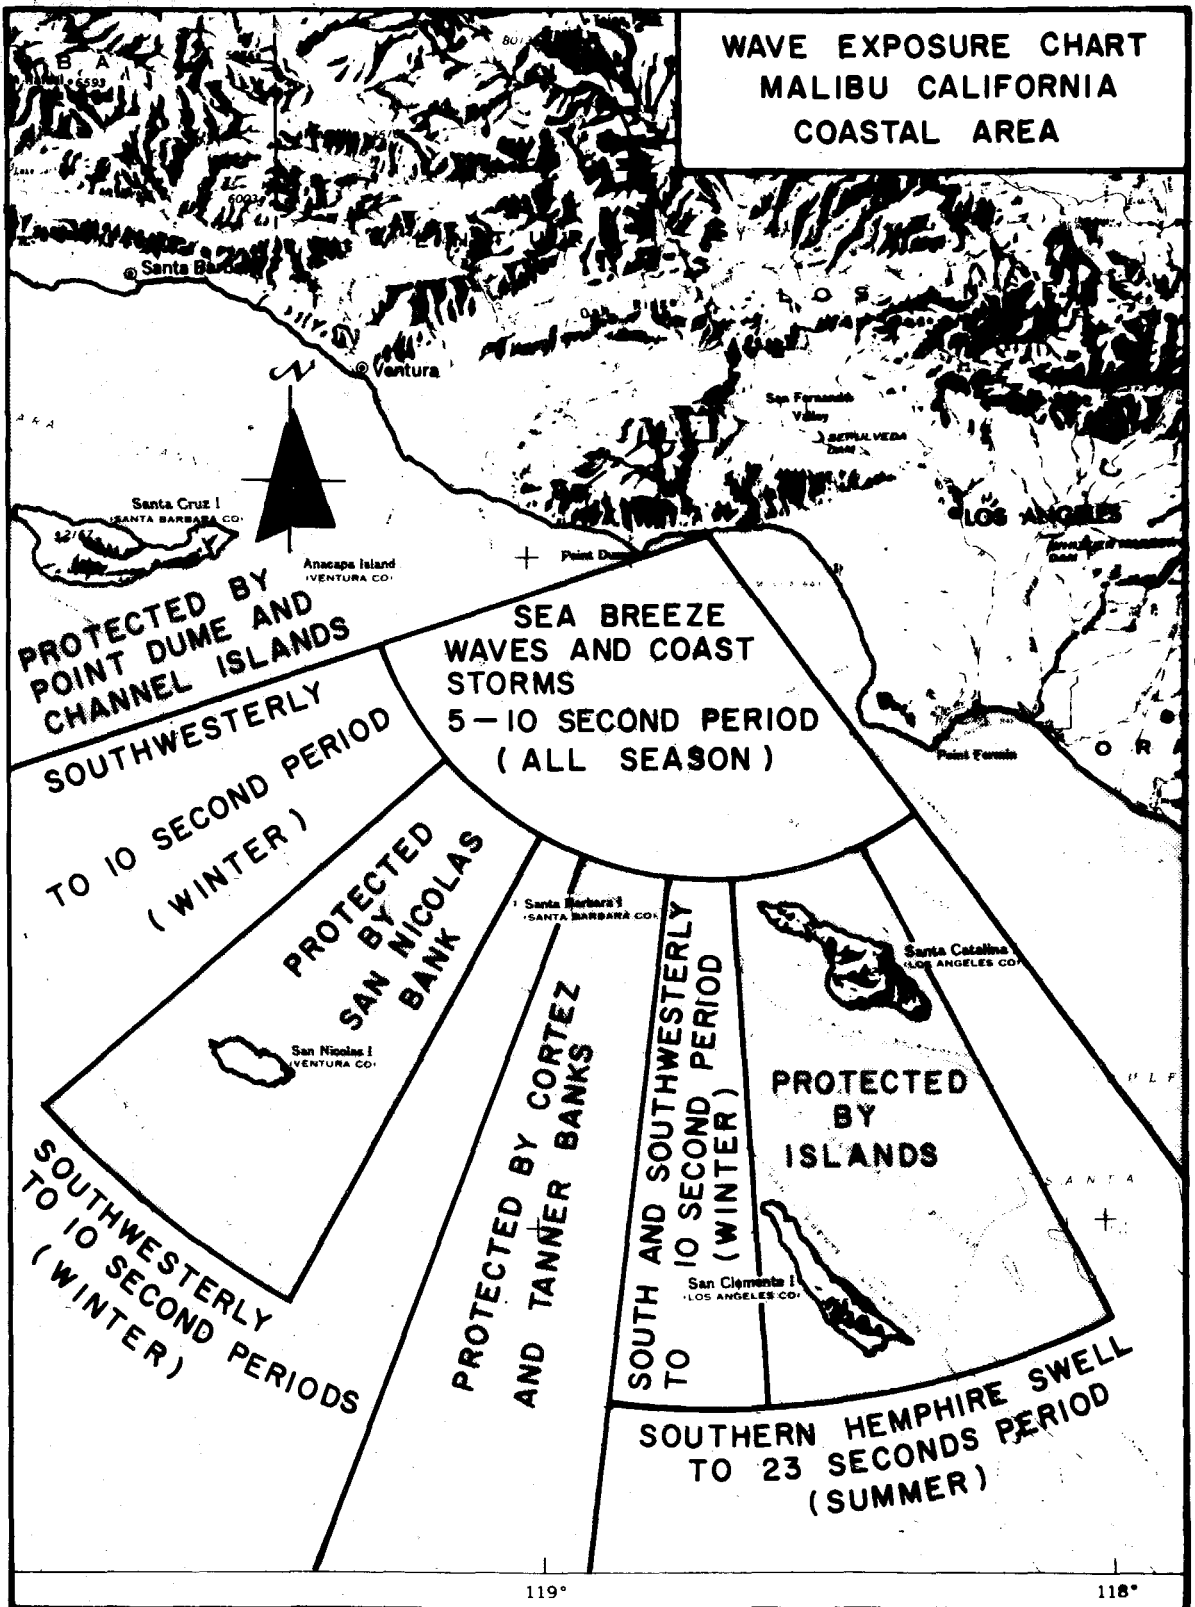 WAVE EXPOSURE CHART
MALIBU CALIFORNIA
COASTAL AREA
B A
6593
Santa Barbara
Ventura
LOS
San Fernando
Valley
SEPULVEDA
DAM
LOS ANGELES
Santa Cruz I
(SANTA BARBARA CO)
Anacapa Island
(VENTURA CO)
Point Dume
PROTECTED BY
POINT DUME AND
CHANNEL ISLANDS
SEA BREEZE
WAVES AND COAST
STORMS
5-10 SECOND PERIOD
(ALL SEASON)
Point Fermin
O R A
SOUTHWESTERLY
TO 10 SECOND PERIOD
(WINTER)
PROTECTED
BY
SAN NICOLAS
BANK
Santa Barbara I
(SANTA BARBARA CO)
Santa Catalina I
(LOS ANGELES CO)
San Nicolas I
(VENTURA CO)
PROTECTED BY CORTEZ
AND TANNER BANKS
SOUTH AND SOUTHWESTERLY
TO 10 SECOND PERIOD
(WINTER)
PROTECTED
BY
ISLANDS
SANTA
San Clemente I
(LOS ANGELES CO)
SOUTHWESTERLY
TO 10 SECOND PERIODS
(WINTER)
SOUTHERN HEMPHIRE SWELL
TO 23 SECONDS PERIOD
(SUMMER)
119°
118°